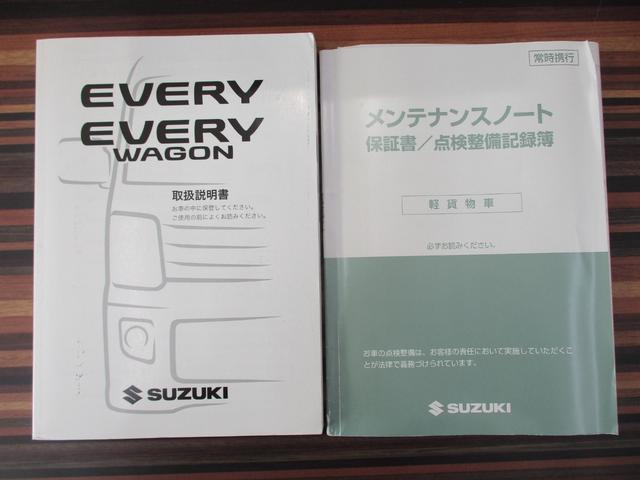 EVERY
EVERY
WAGON
取扱説明書
お車の中に保管してください。
ご使用の前によくお読みください。
SUZUKI
常時携行
メンテナンスノート
保証書／点検整備記録簿
軽貨物車
必ずお読みください。
お車の点検整備は、お客様の責任において実施していただくこ
とが法律で義務づけられています。
SUZUKI